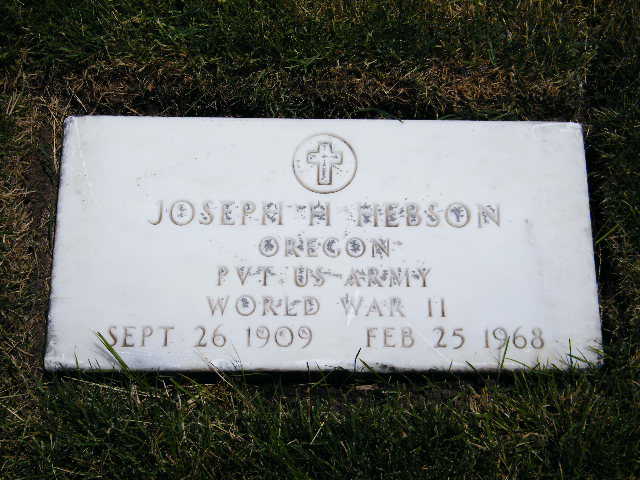 JOSEPH H HEBSON
OREGON
PVT US ARMY
WORLD WAR II
SEPT 26 1909 FEB 25 1968